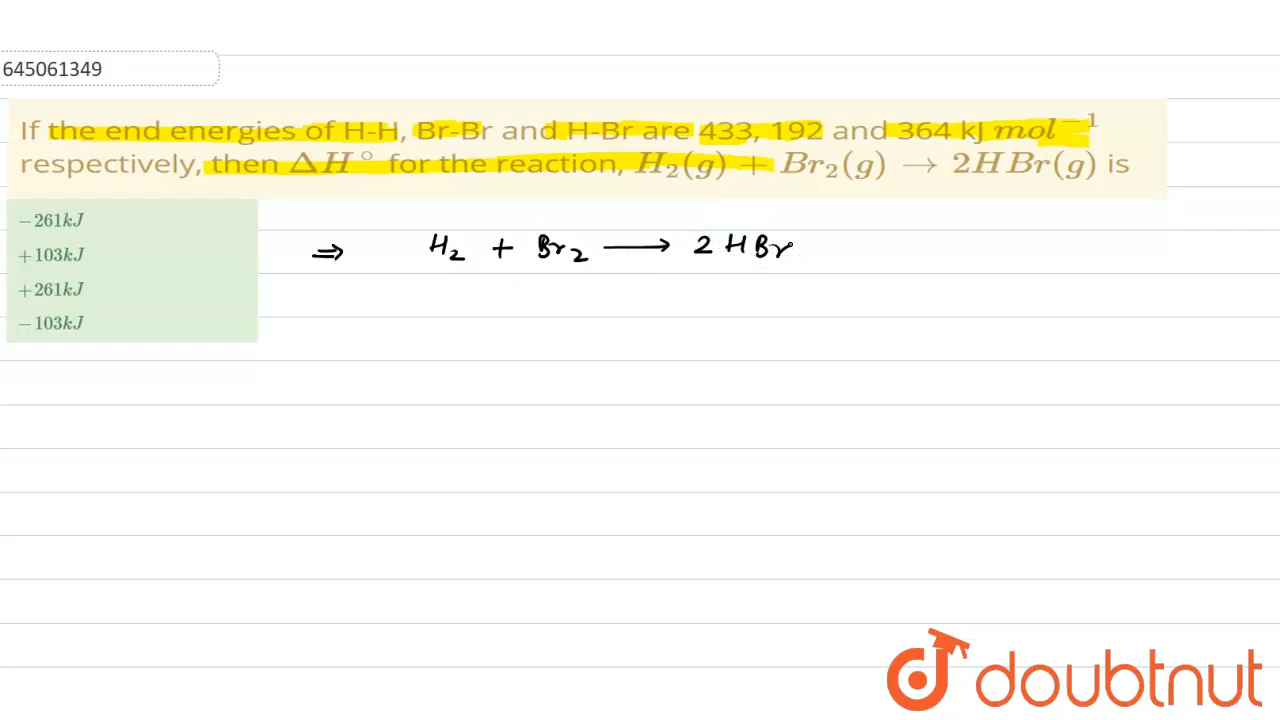 645061349
If the end energies of H-H, Br-Br and H-Br are 433, 192 and 364 kJ mol⁻¹
respectively, then ΔH° for the reaction, H₂(g) + Br₂(g) → 2HBr(g) is
−261kJ
+103kJ
+261kJ
−103kJ
⇒ H₂ + Br₂ ⟶ 2 HBr
doubtnut